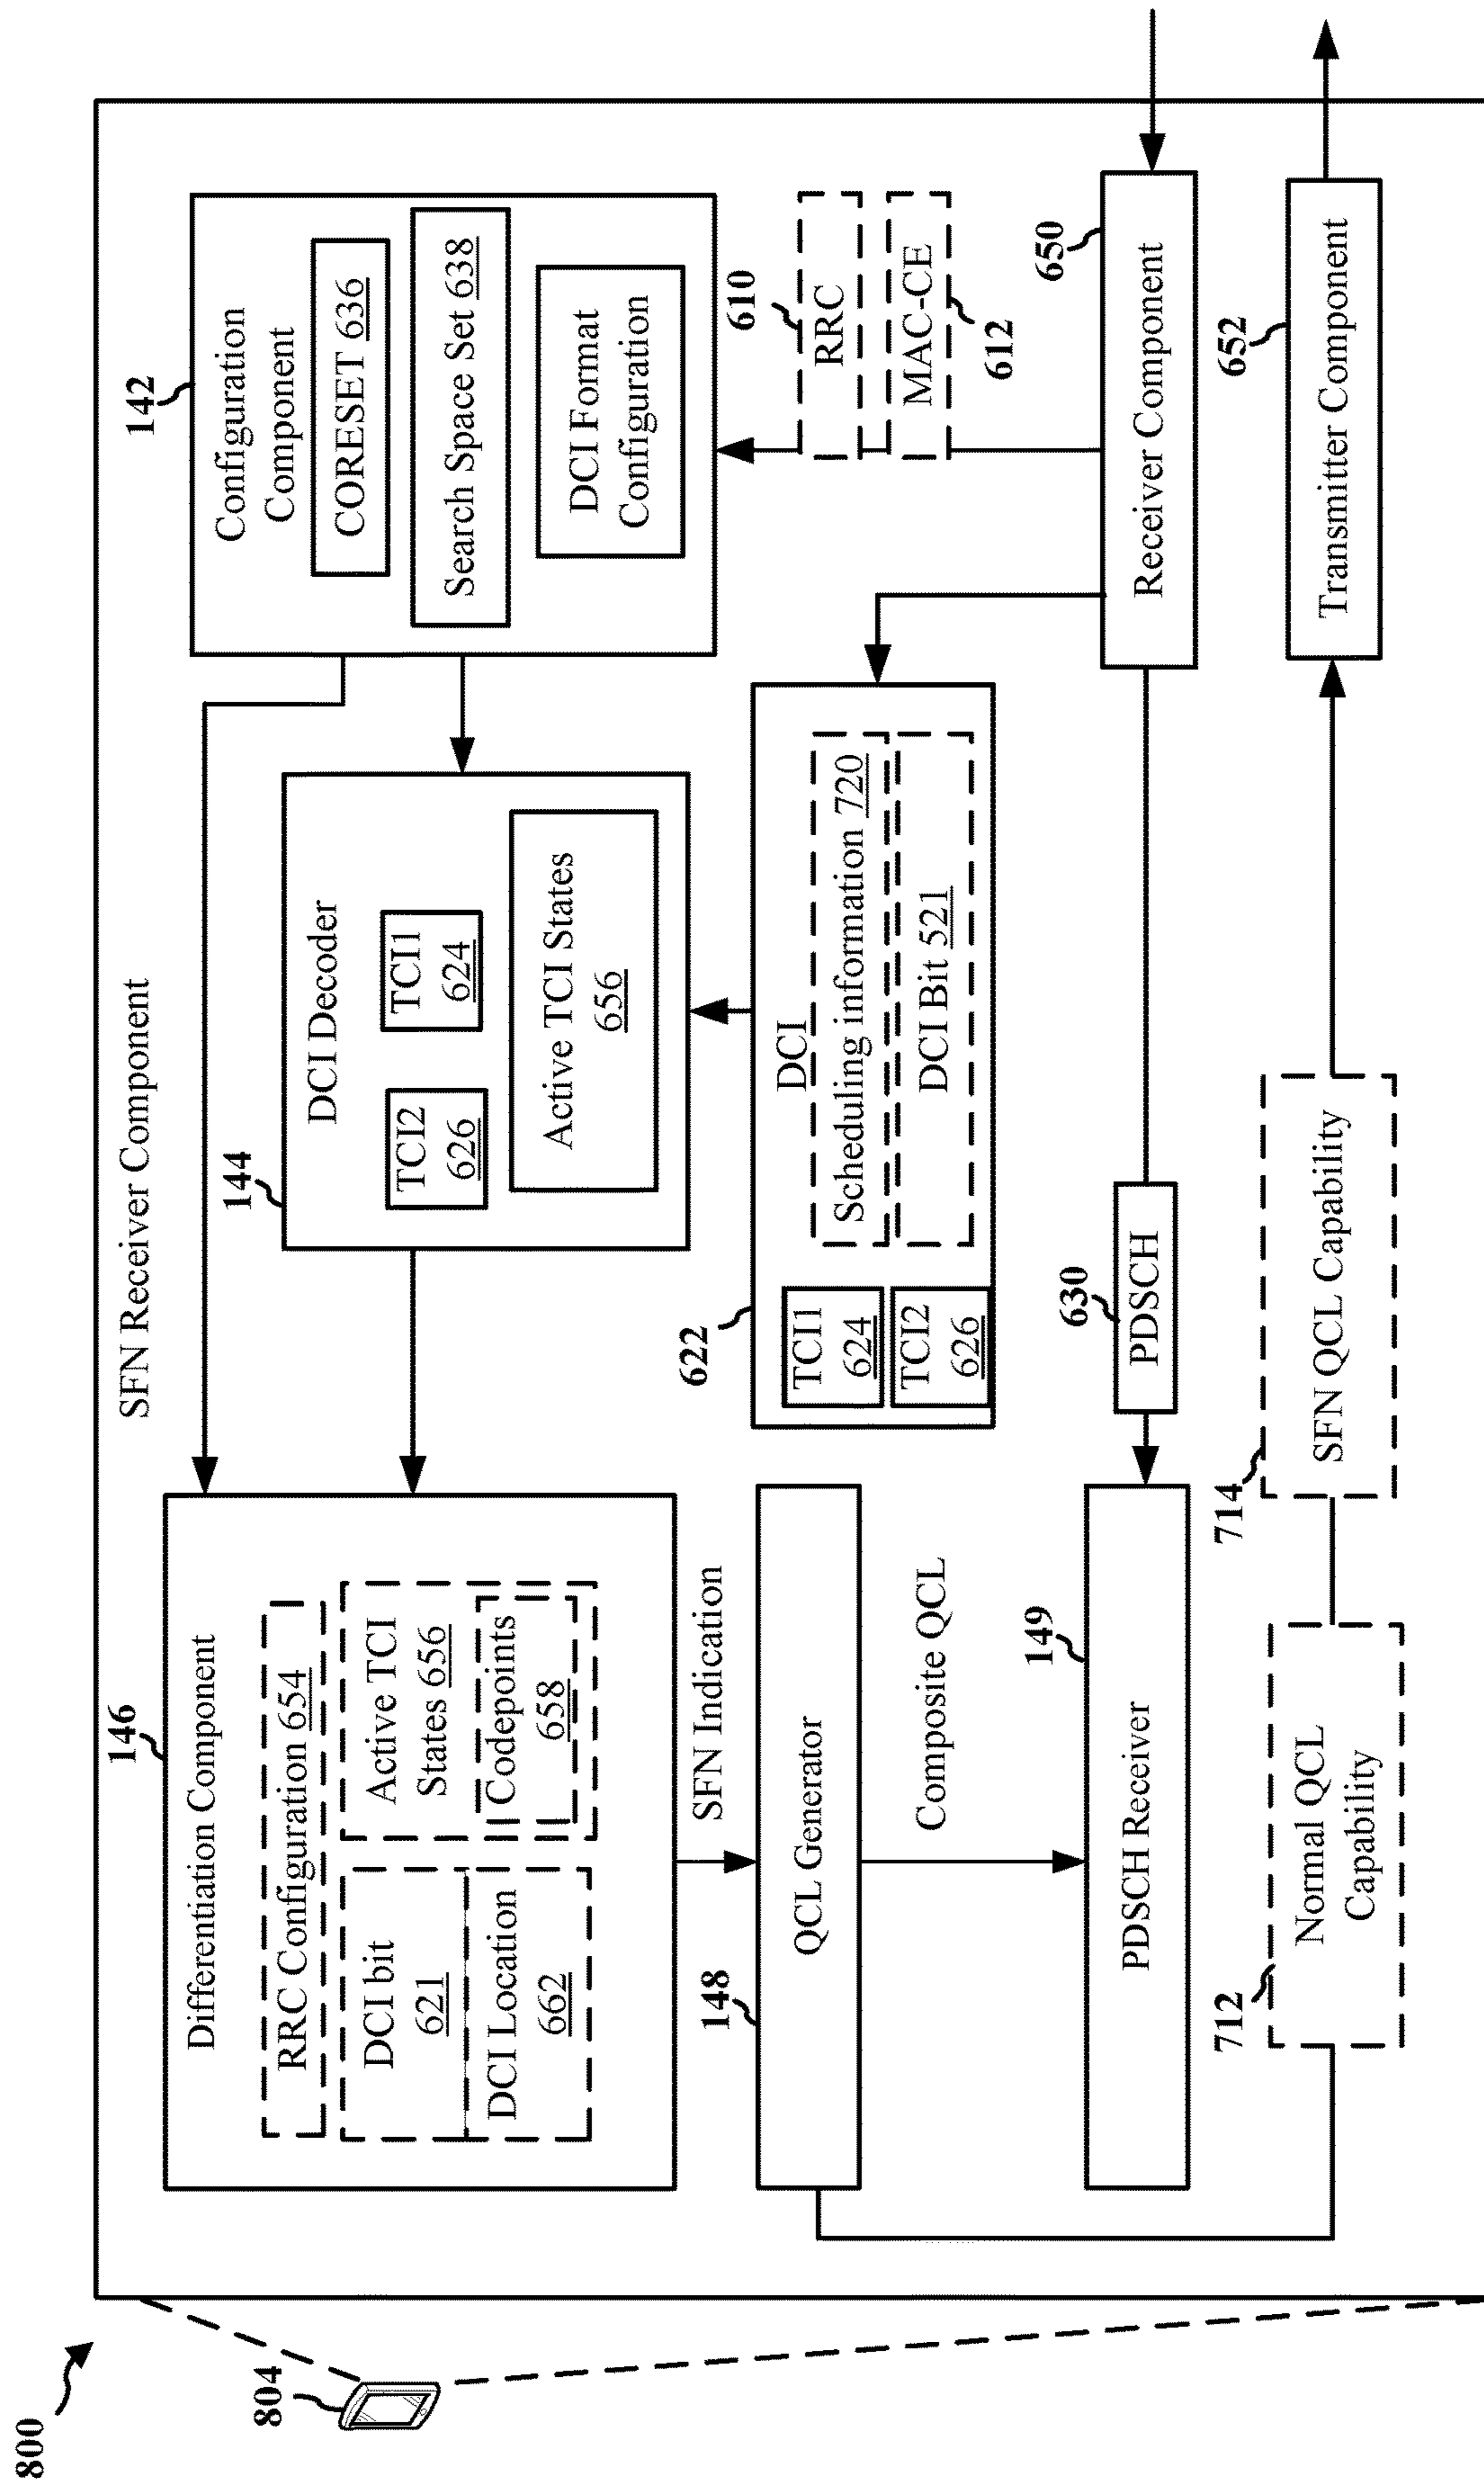 800
804
SFN Receiver Component
146
Differentiation Component
RRC Configuration 654
DCI bit
621
DCI Location
662
Active TCI
States 656
Codepoints
658
SFN Indication
148
QCL Generator
Composite QCL
149
PDSCH Receiver
712
Normal QCL
Capability
714
SFN QCL Capability
144
DCI Decoder
TCI2
626
TCI1
624
Active TCI States
656
622
DCI
TCI1
624
TCI2
626
Scheduling information 720
DCI Bit 521
630
PDSCH
142
Configuration
Component
CORESET 636
Search Space Set 638
DCI Format
Configuration
610
RRC
MAC-CE
612
650
Receiver Component
652
Transmitter Component